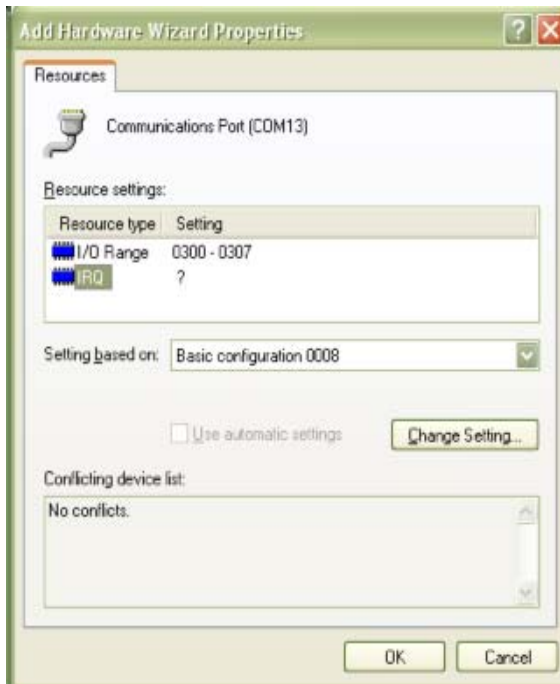 Add Hardware Wizard Properties
Resources
Communications Port (COM13)
Resource settings:
Resource type Setting
I/O Range 0300 - 0307
IRQ ?
Setting based on: Basic configuration 0008
Use automatic settings Change Setting...
Conflicting device list:
No conflicts.
OK Cancel